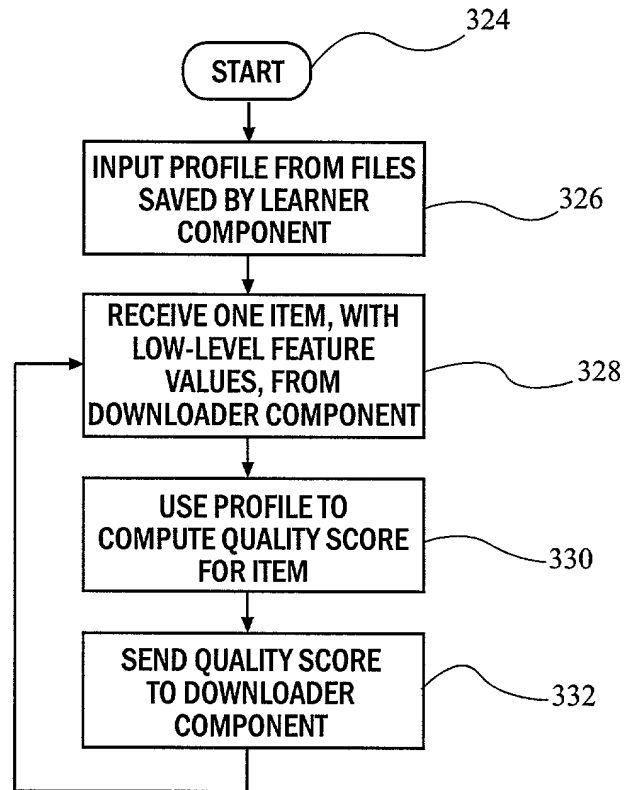 324
START
INPUT PROFILE FROM FILES
SAVED BY LEARNER
COMPONENT
326
RECEIVE ONE ITEM, WITH
LOW-LEVEL FEATURE
VALUES, FROM
DOWNLOADER COMPONENT
328
USE PROFILE TO
COMPUTE QUALITY SCORE
FOR ITEM
330
SEND QUALITY SCORE
TO DOWNLOADER
COMPONENT
332